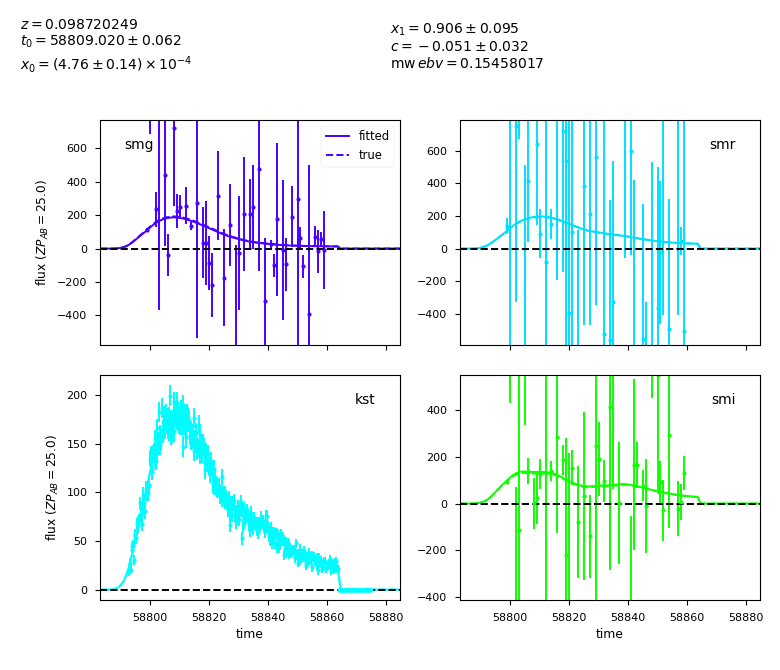 z = 0.098720249
t₀ = 58809.020 ± 0.062
x₀ = (4.76 ± 0.14) × 10⁻⁴
x₁ = 0.906 ± 0.095
c = −0.051 ± 0.032
mw ebv = 0.15458017
smg
fitted
true
600
400
200
0
−200
−400
flux (ZP_AB = 25.0)
smr
600
400
200
0
−200
−400
kst
200
150
100
50
0
flux (ZP_AB = 25.0)
58800 58820 58840 58860 58880
time
smi
400
200
0
−200
−400
58800 58820 58840 58860 58880
time